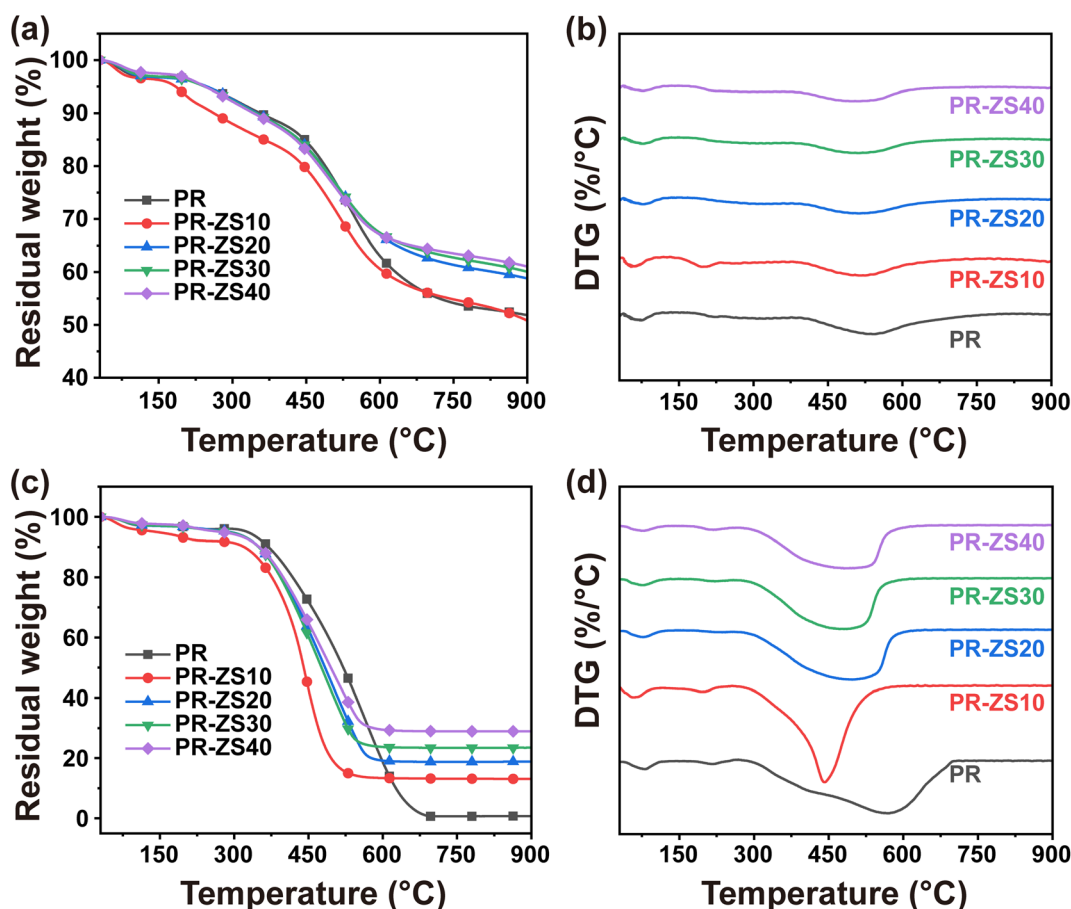 (a)
Residual weight (%)
100
90
80
70
60
50
40
PR
PR-ZS10
PR-ZS20
PR-ZS30
PR-ZS40
150 300 450 600 750 900
Temperature (°C)
(b)
DTG (%/°C)
PR-ZS40
PR-ZS30
PR-ZS20
PR-ZS10
PR
150 300 450 600 750 900
Temperature (°C)
(c)
Residual weight (%)
100
80
60
40
20
0
PR
PR-ZS10
PR-ZS20
PR-ZS30
PR-ZS40
150 300 450 600 750 900
Temperature (°C)
(d)
DTG (%/°C)
PR-ZS40
PR-ZS30
PR-ZS20
PR-ZS10
PR
150 300 450 600 750 900
Temperature (°C)